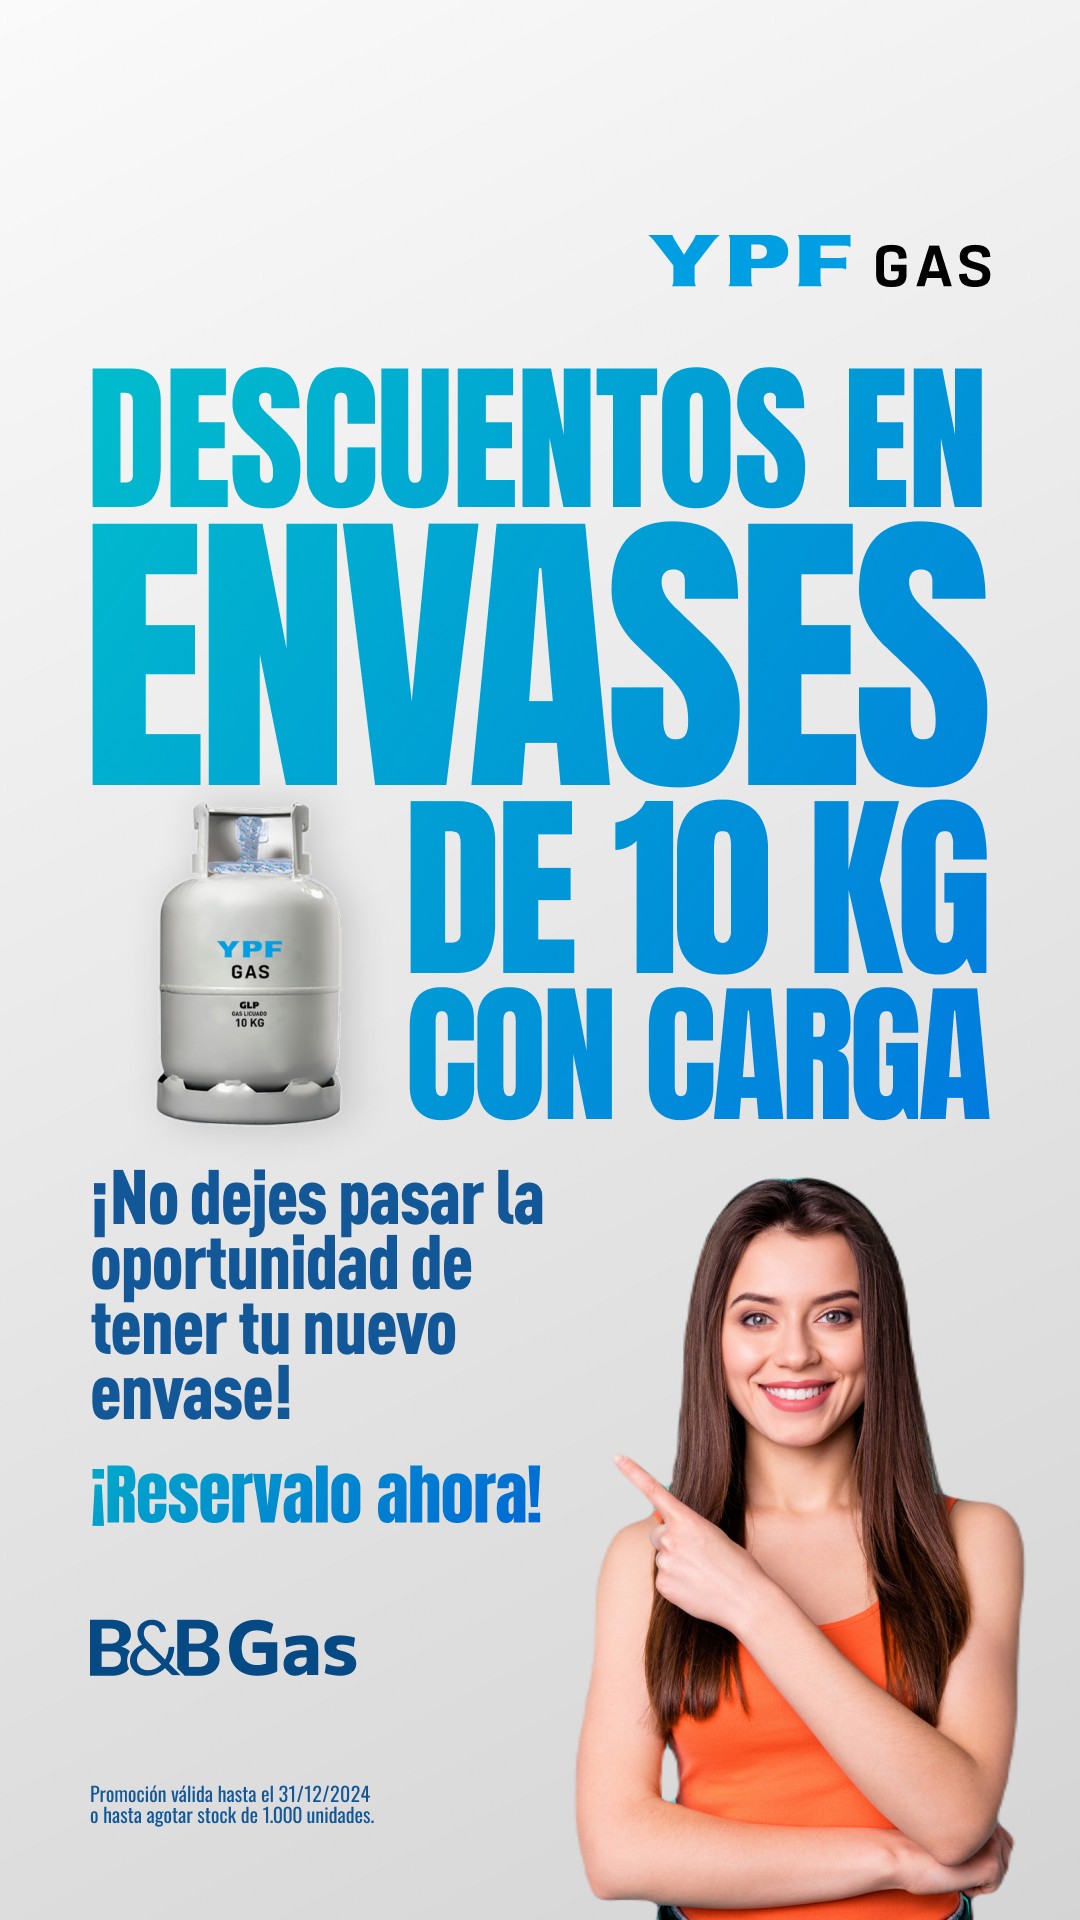 YPF GAS
DESCUENTOS EN
ENVASES
DE 10 KG
CON CARGA
YPF
GAS
GLP
GAS LICUADO
10 KG
¡No dejes pasar la
oportunidad de
tener tu nuevo
envase!
¡Reservalo ahora!
B&B Gas
Promoción válida hasta el 31/12/2024
o hasta agotar stock de 1.000 unidades.